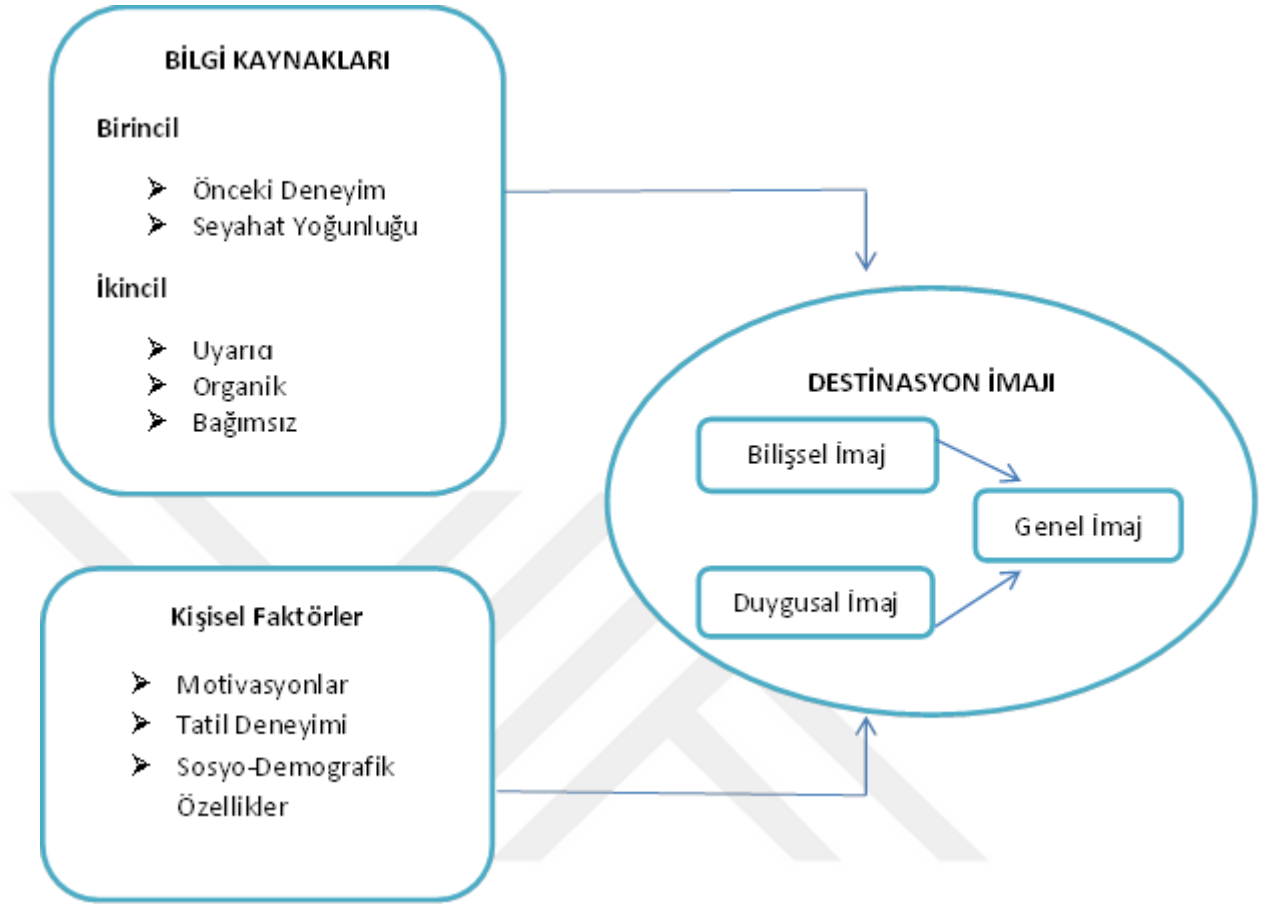 BİLGİ KAYNAKLARI
Birincil
➢ Önceki Deneyim
➢ Seyahat Yoğunluğu
İkincil
➢ Uyarıcı
➢ Organik
➢ Bağımsız
Kişisel Faktörler
➢ Motivasyonlar
➢ Tatil Deneyimi
➢ Sosyo-Demografik
Özellikler
DESTİNASYON İMAJI
Bilişsel İmaj
Genel İmaj
Duygusal İmaj